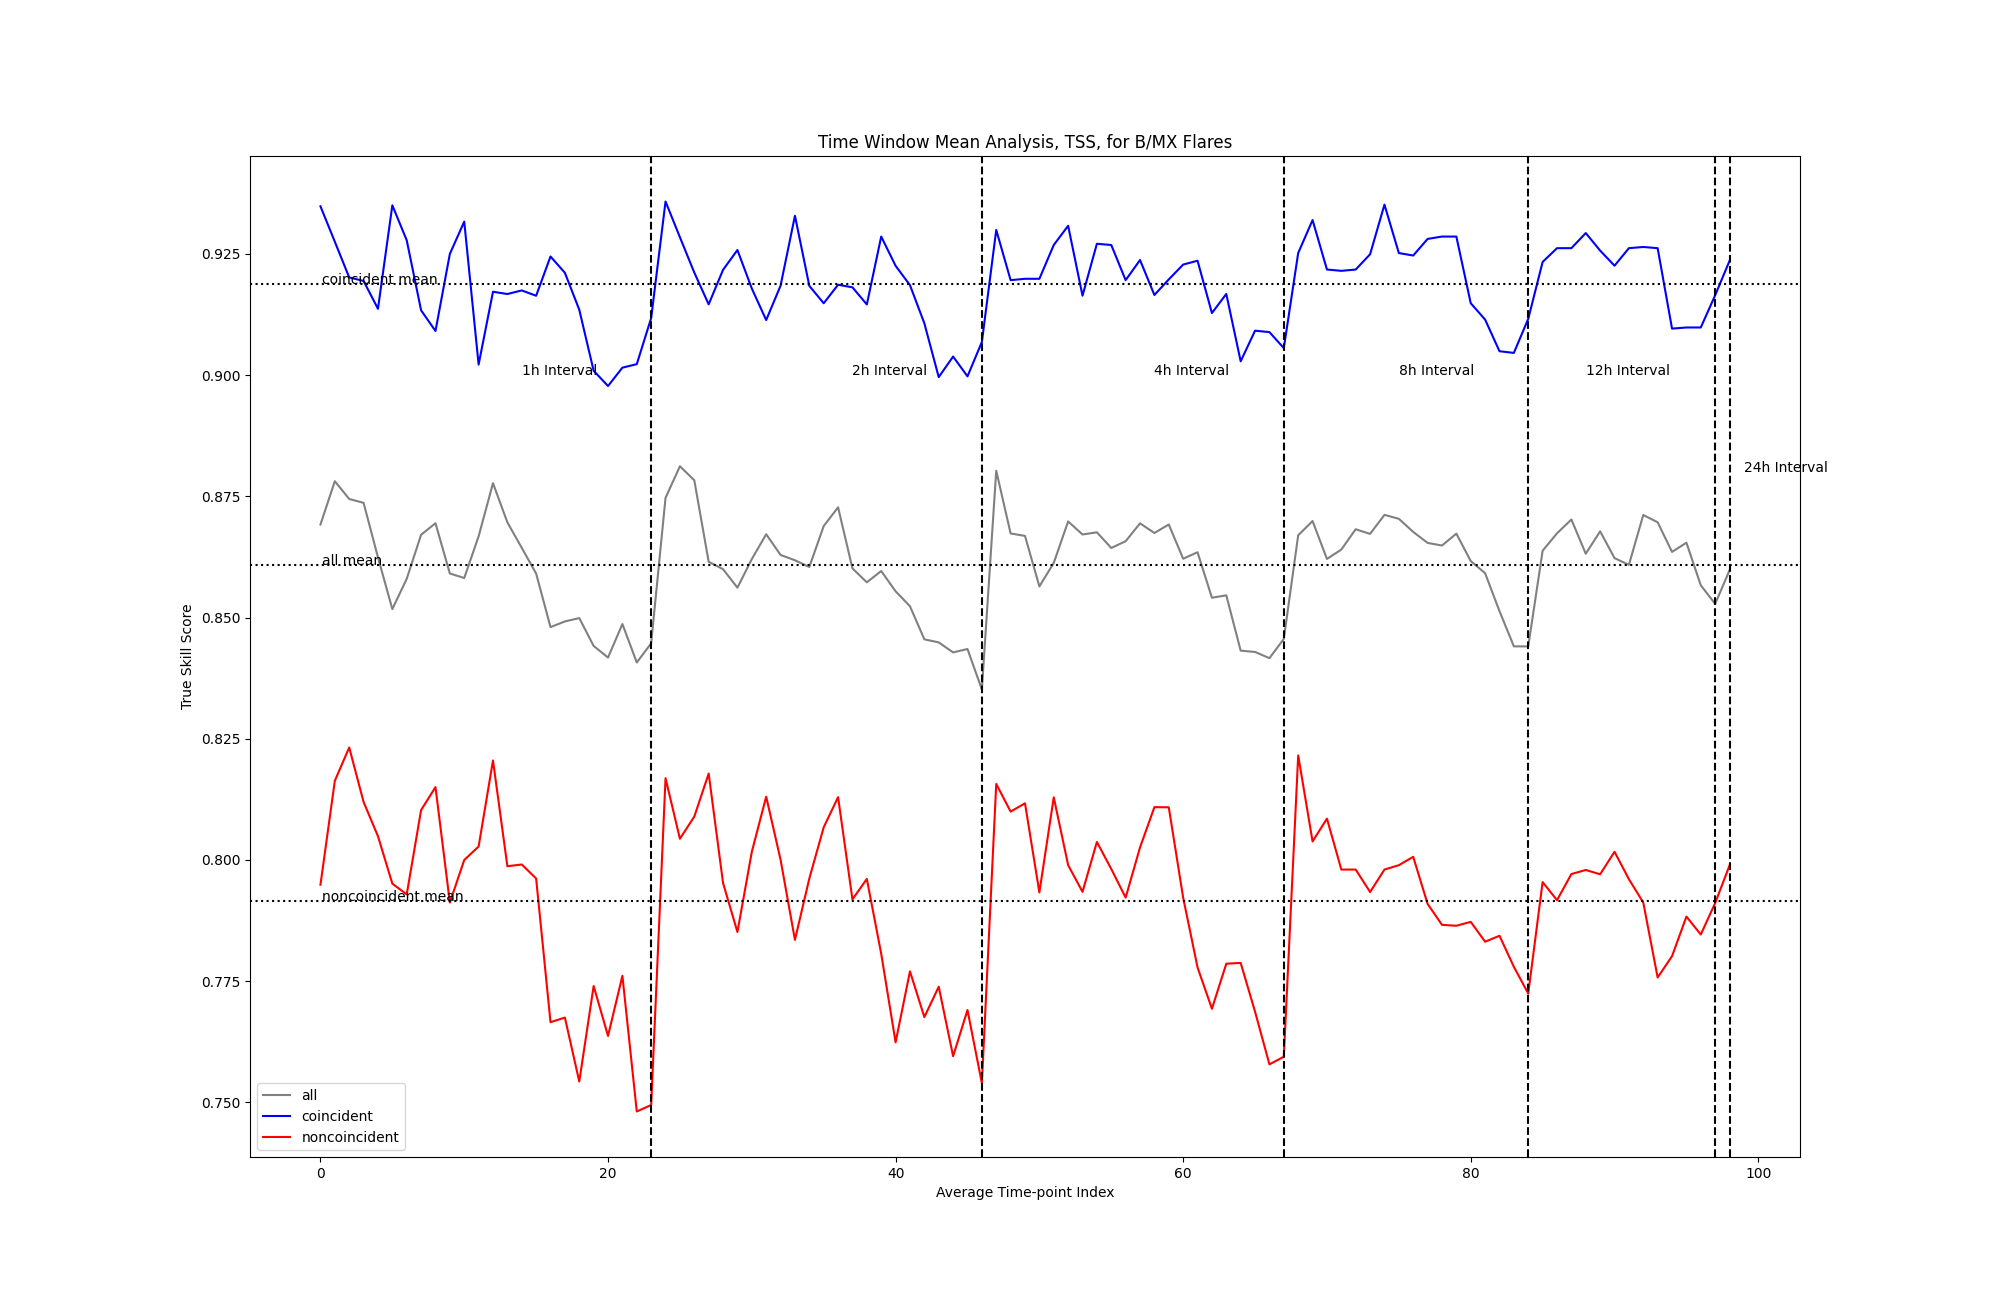 Time Window Mean Analysis, TSS, for B/MX Flares
True Skill Score
0.925
0.900
0.875
0.850
0.825
0.800
0.775
0.750
coincident mean
1h Interval
2h Interval
4h Interval
8h Interval
12h Interval
24h Interval
all mean
noncoincident mean
all
coincident
noncoincident
0
20
40
60
80
100
Average Time-point Index